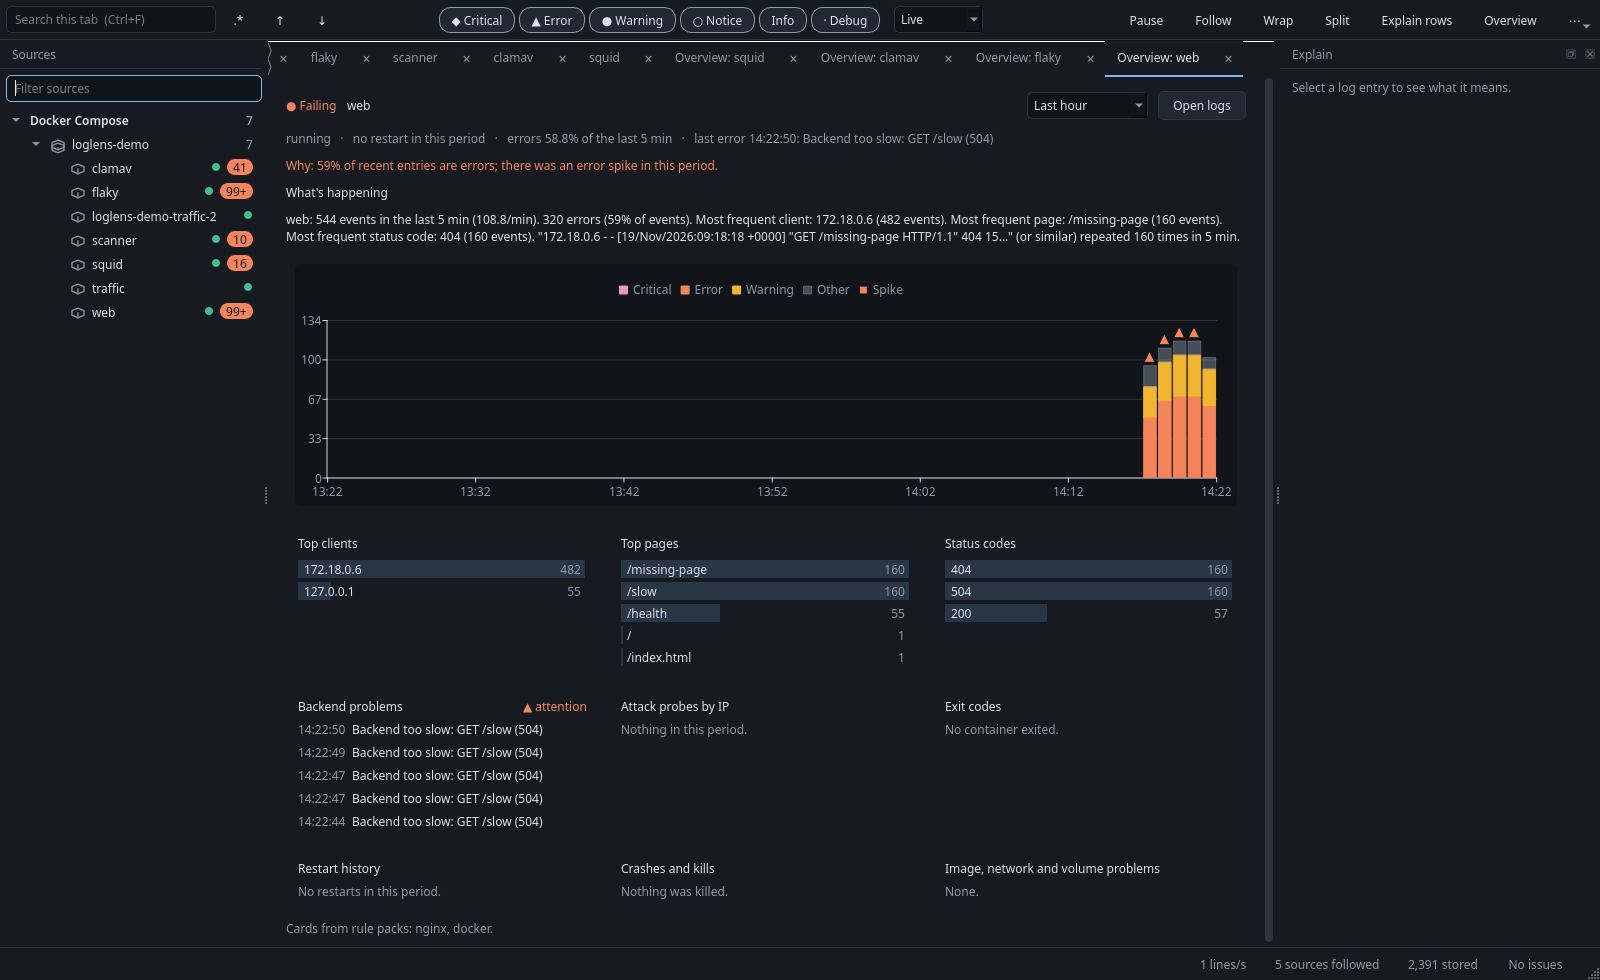 Search this tab (Ctrl+F) .* ↑ ↓ ◆ Critical ▲ Error ● Warning ○ Notice Info · Debug Live Pause Follow Wrap Split Explain rows Overview ...
Sources
× flaky × scanner × clamav × squid × Overview: squid × Overview: clamav × Overview: flaky × Overview: web ×
Explain
Filter sources
Select a log entry to see what it means.
Docker Compose 7
loglens-demo 7
clamav 41
flaky 99+
loglens-demo-traffic-2
scanner 10
squid 16
traffic
web 99+
● Failing web Last hour Open logs
running · no restart in this period · errors 58.8% of the last 5 min · last error 14:22:50: Backend too slow: GET /slow (504)
Why: 59% of recent entries are errors; there was an error spike in this period.
What's happening
web: 544 events in the last 5 min (108.8/min). 320 errors (59% of events). Most frequent client: 172.18.0.6 (482 events). Most frequent page: /missing-page (160 events).
Most frequent status code: 404 (160 events). "172.18.0.6 - - [19/Nov/2026:09:18:18 +0000] "GET /missing-page HTTP/1.1" 404 15..." (or similar) repeated 160 times in 5 min.
Critical Error Warning Other Spike
134
100
67
33
0
13:22 13:32 13:42 13:52 14:02 14:12 14:22
Top clients
172.18.0.6 482
127.0.0.1 55
Top pages
/missing-page 160
/slow 160
/health 55
/ 1
/index.html 1
Status codes
404 160
504 160
200 57
Backend problems ▲ attention
14:22:50 Backend too slow: GET /slow (504)
14:22:49 Backend too slow: GET /slow (504)
14:22:47 Backend too slow: GET /slow (504)
14:22:47 Backend too slow: GET /slow (504)
14:22:44 Backend too slow: GET /slow (504)
Attack probes by IP
Nothing in this period.
Exit codes
No container exited.
Restart history
No restarts in this period.
Crashes and kills
Nothing was killed.
Image, network and volume problems
None.
Cards from rule packs: nginx, docker.
1 lines/s 5 sources followed 2,391 stored No issues